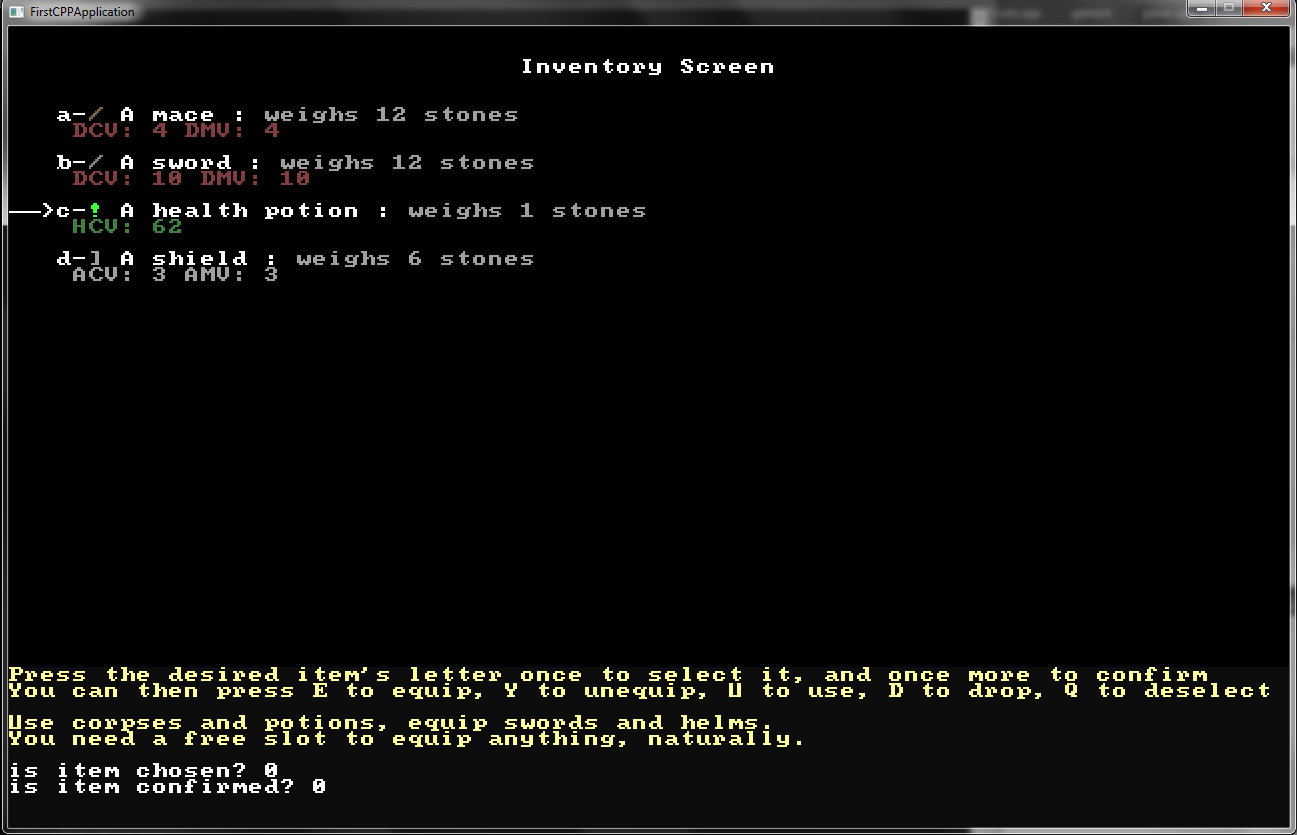 FirstCPPApplication
Inventory Screen
a-/ A mace : weighs 12 stones
DCV: 4 DMV: 4
b-/ A sword : weighs 12 stones
DCV: 10 DMV: 10
──>c-! A health potion : weighs 1 stones
HCV: 62
d-] A shield : weighs 6 stones
ACV: 3 AMV: 3
Press the desired item's letter once to select it, and once more to confirm
You can then press E to equip, Y to unequip, U to use, D to drop, Q to deselect
Use corpses and potions, equip swords and helms.
You need a free slot to equip anything, naturally.
is item chosen? 0
is item confirmed? 0